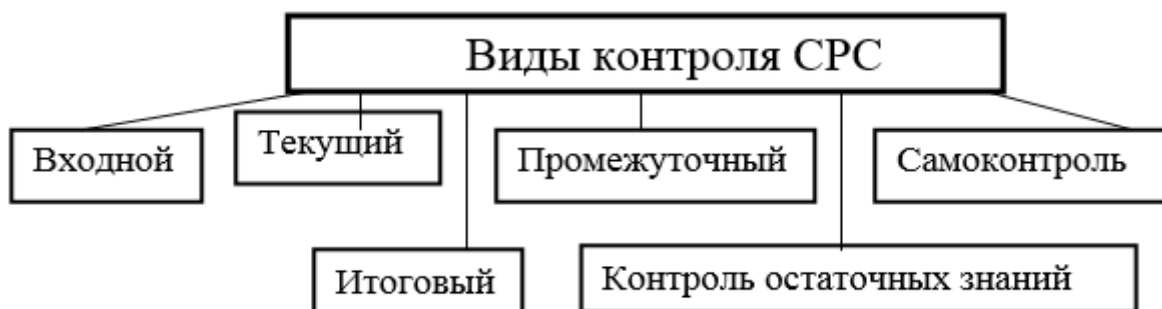 Виды контроля СРС
Входной
Текущий
Промежуточный
Самоконтроль
Итоговый
Контроль остаточных знаний